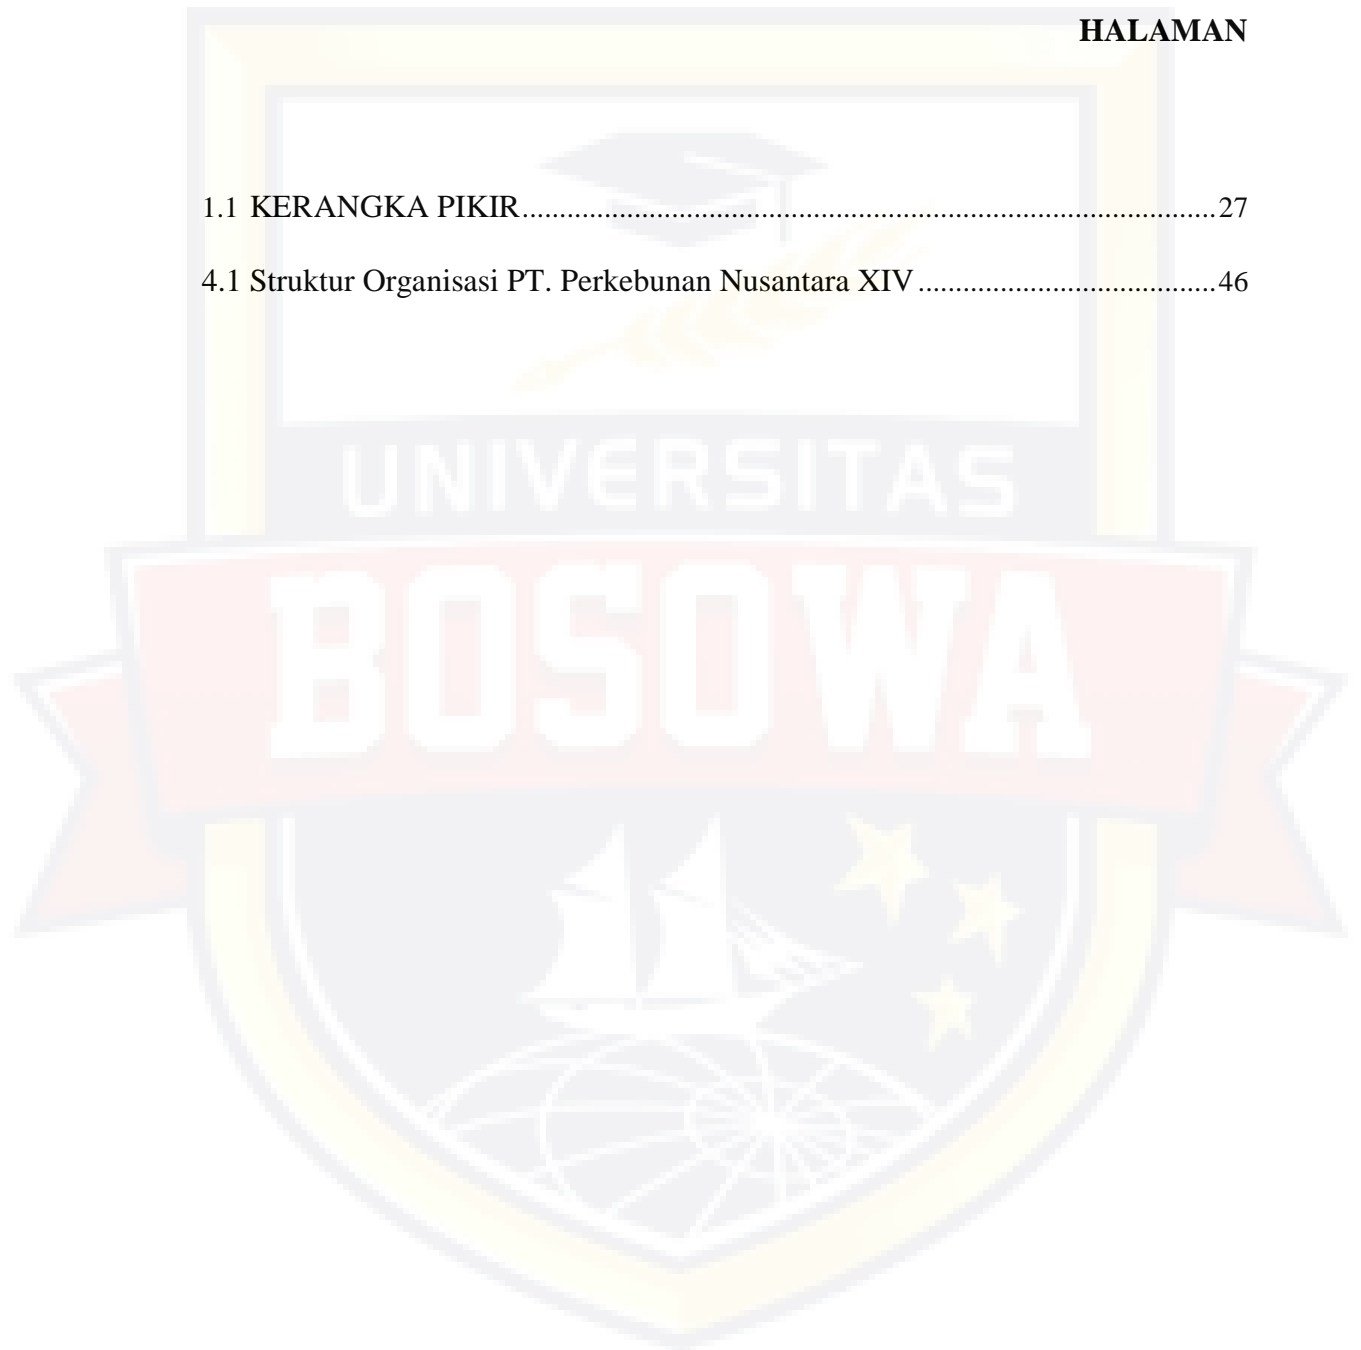 HALAMAN
1.1 KERANGKA PIKIR..........................................................................................27
4.1 Struktur Organisasi PT. Perkebunan Nusantara XIV......................................46
UNIVERSITAS
BOSOWA